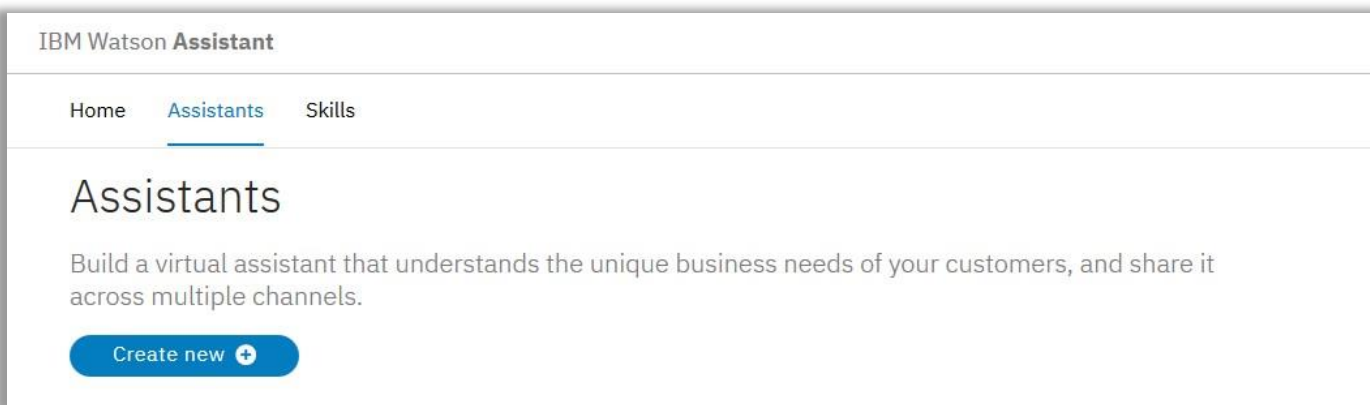 IBM Watson Assistant
Home Assistants Skills
Assistants
Build a virtual assistant that understands the unique business needs of your customers, and share it
across multiple channels.
Create new